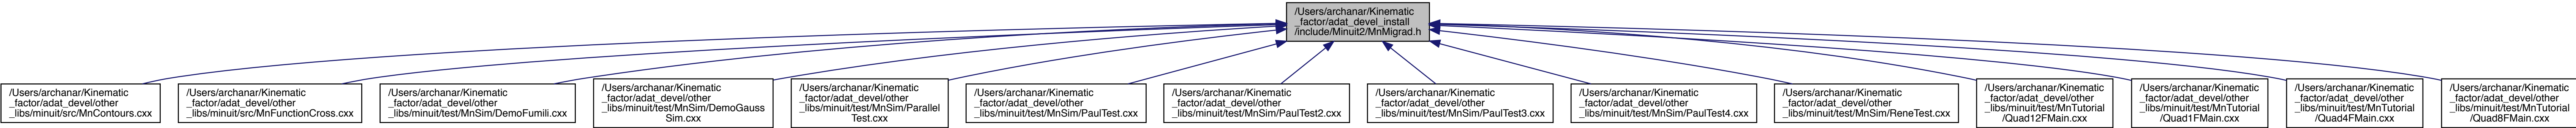 /Users/archanar/Kinematic
_factor/adat_devel_install
/include/Minuit2/MnMigrad.h
/Users/archanar/Kinematic
_factor/adat_devel/other
_libs/minuit/src/MnContours.cxx
/Users/archanar/Kinematic
_factor/adat_devel/other
_libs/minuit/src/MnFunctionCross.cxx
/Users/archanar/Kinematic
_factor/adat_devel/other
_libs/minuit/test/MnSim/DemoFumili.cxx
/Users/archanar/Kinematic
_factor/adat_devel/other
_libs/minuit/test/MnSim/DemoGauss
Sim.cxx
/Users/archanar/Kinematic
_factor/adat_devel/other
_libs/minuit/test/MnSim/Parallel
Test.cxx
/Users/archanar/Kinematic
_factor/adat_devel/other
_libs/minuit/test/MnSim/PaulTest.cxx
/Users/archanar/Kinematic
_factor/adat_devel/other
_libs/minuit/test/MnSim/PaulTest2.cxx
/Users/archanar/Kinematic
_factor/adat_devel/other
_libs/minuit/test/MnSim/PaulTest3.cxx
/Users/archanar/Kinematic
_factor/adat_devel/other
_libs/minuit/test/MnSim/PaulTest4.cxx
/Users/archanar/Kinematic
_factor/adat_devel/other
_libs/minuit/test/MnSim/ReneTest.cxx
/Users/archanar/Kinematic
_factor/adat_devel/other
_libs/minuit/test/MnTutorial
/Quad12FMain.cxx
/Users/archanar/Kinematic
_factor/adat_devel/other
_libs/minuit/test/MnTutorial
/Quad1FMain.cxx
/Users/archanar/Kinematic
_factor/adat_devel/other
_libs/minuit/test/MnTutorial
/Quad4FMain.cxx
/Users/archanar/Kinematic
_factor/adat_devel/other
_libs/minuit/test/MnTutorial
/Quad8FMain.cxx